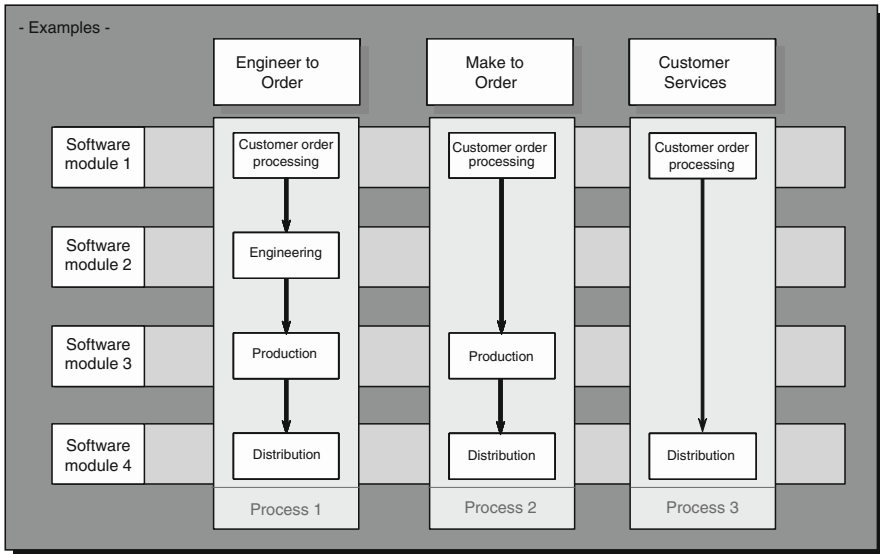 - Examples -
Engineer to
Order
Make to
Order
Customer
Services
Software
module 1
Customer order
processing
Customer order
processing
Customer order
processing
Software
module 2
Engineering
Software
module 3
Production
Production
Software
module 4
Distribution
Distribution
Distribution
Process 1
Process 2
Process 3